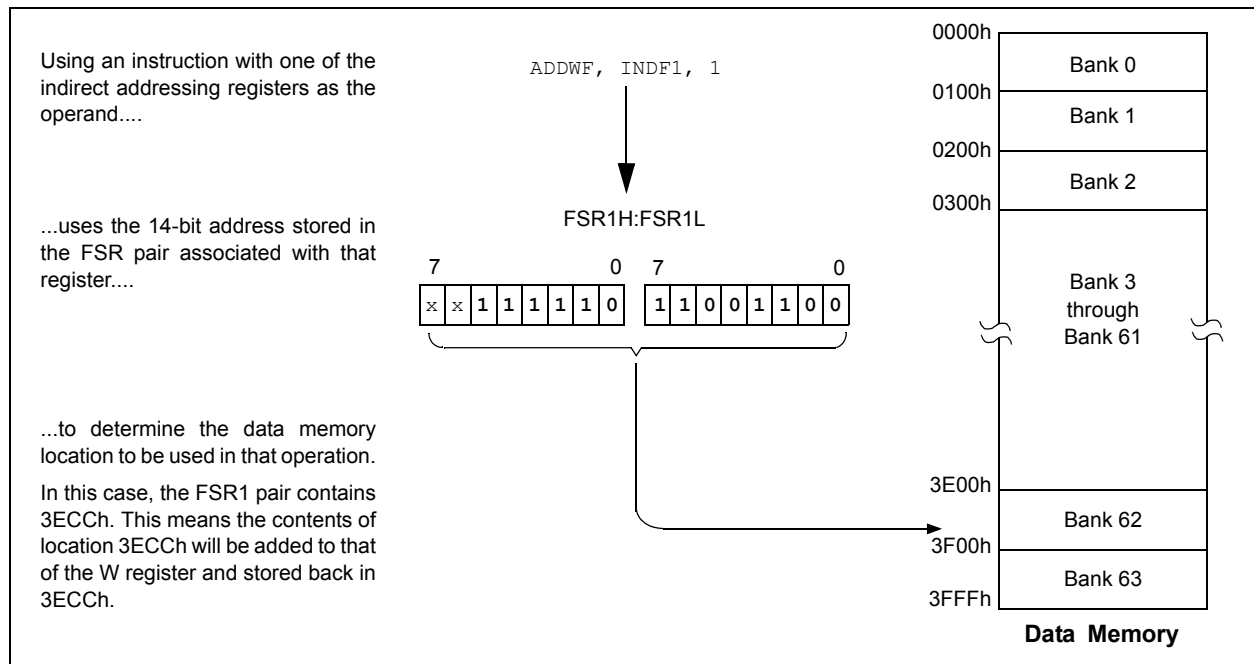 Using an instruction with one of the
indirect addressing registers as the
operand....
ADDWF, INDF1, 1
...uses the 14-bit address stored in
the FSR pair associated with that
register....
FSR1H:FSR1L
7 0 7 0
x x 1 1 1 1 1 0 1 1 0 0 1 1 0 0
...to determine the data memory
location to be used in that operation.
In this case, the FSR1 pair contains
3ECCh. This means the contents of
location 3ECCh will be added to that
of the W register and stored back in
3ECCh.
0000h
Bank 0
0100h
Bank 1
0200h
Bank 2
0300h
Bank 3
through
Bank 61
3E00h
Bank 62
3F00h
Bank 63
3FFFh
Data Memory